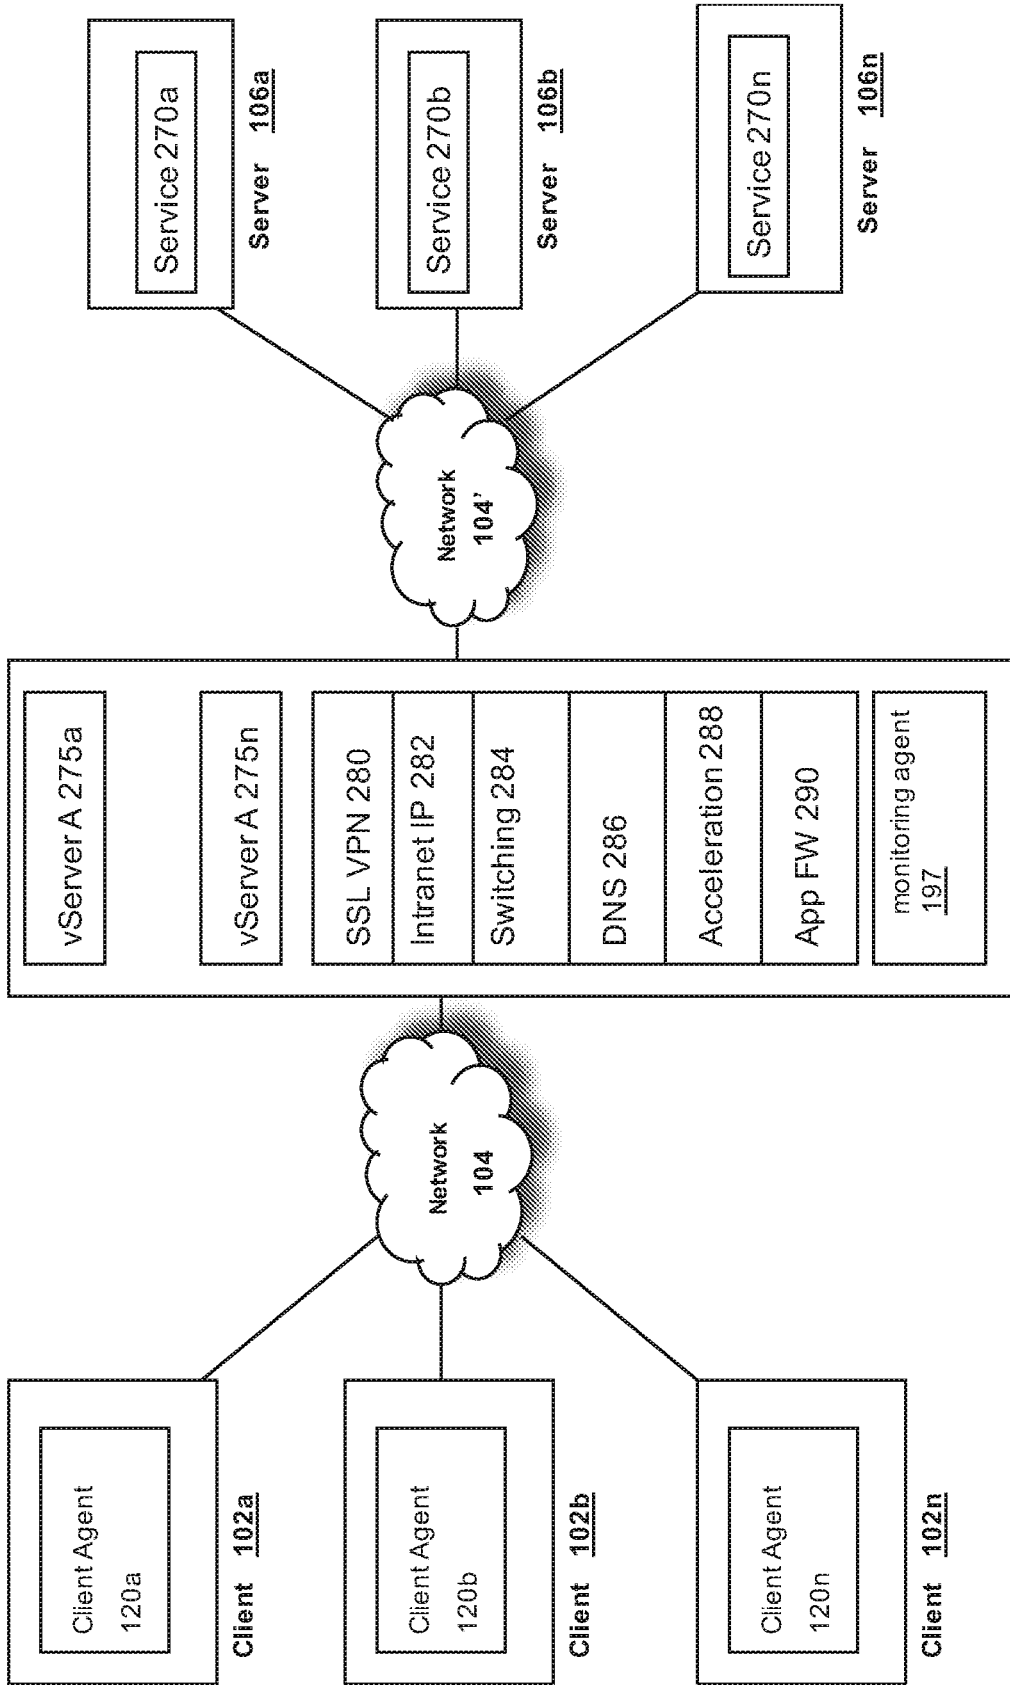 Client Agent
120a
Client 102a
Client Agent
120b
Client 102b
Client Agent
120n
Client 102n
Network
104
vServer A 275a
vServer A 275n
SSL VPN 280
Intranet IP 282
Switching 284
DNS 286
Acceleration 288
App FW 290
monitoring agent
197
Network
104'
Service 270a
Server 106a
Service 270b
Server 106b
Service 270n
Server 106n